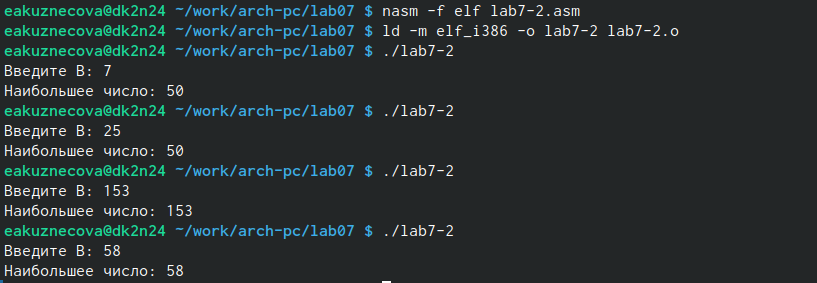 eakuznecova@dk2n24 ~/work/arch-pc/lab07 $ nasm -f elf lab7-2.asm
eakuznecova@dk2n24 ~/work/arch-pc/lab07 $ ld -m elf_i386 -o lab7-2 lab7-2.o
eakuznecova@dk2n24 ~/work/arch-pc/lab07 $ ./lab7-2
Введите В: 7
Наибольшее число: 50
eakuznecova@dk2n24 ~/work/arch-pc/lab07 $ ./lab7-2
Введите В: 25
Наибольшее число: 50
eakuznecova@dk2n24 ~/work/arch-pc/lab07 $ ./lab7-2
Введите В: 153
Наибольшее число: 153
eakuznecova@dk2n24 ~/work/arch-pc/lab07 $ ./lab7-2
Введите В: 58
Наибольшее число: 58